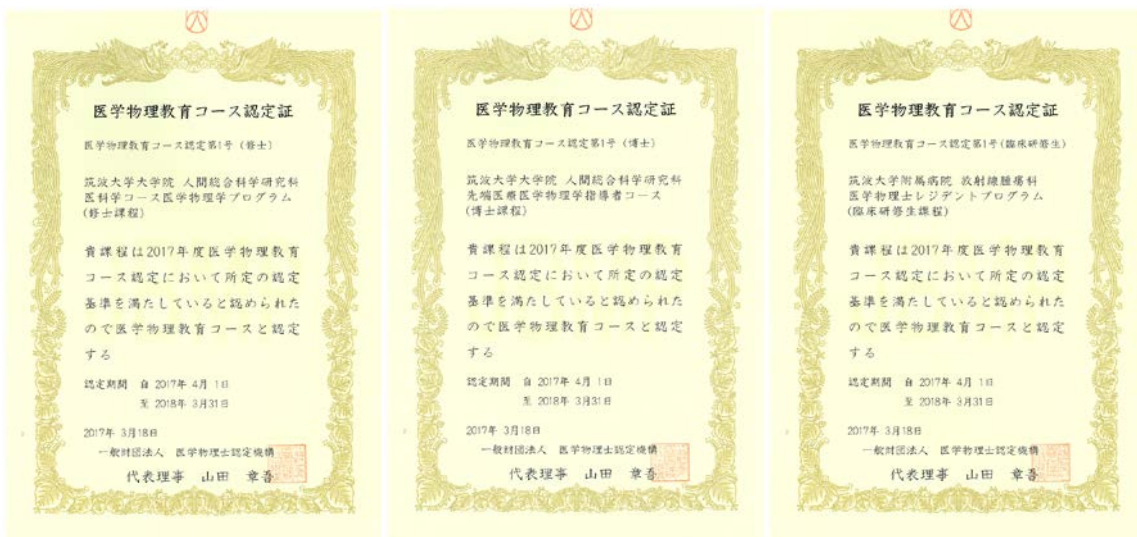 医学物理教育コース認定証
医学物理教育コース認定第1号（修士）
筑波大学大学院 人間総合科学研究科
医科学コース医学物理学プログラム
(修士課程)
貴課程は2017年度医学物理教育
コース認定において所定の認定
基準を満たしていると認められた
ので医学物理教育コースと認定
する
認定期間 自 2017年 4月 1日
至 2018年 3月31日
2017年 3月18日
一般財団法人 医学物理士認定機構
代表理事 山田 章吾
医学物理教育コース認定証
医学物理教育コース認定第1号（博士）
筑波大学大学院 人間総合科学研究科
先端医療医学物理学指導者コース
(博士課程)
貴課程は2017年度医学物理教育
コース認定において所定の認定
基準を満たしていると認められた
ので医学物理教育コースと認定
する
認定期間 自 2017年 4月 1日
至 2018年 3月31日
2017年 3月18日
一般財団法人 医学物理士認定機構
代表理事 山田 章吾
医学物理教育コース認定証
医学物理教育コース認定第1号(臨床研修生)
筑波大学附属病院 放射線腫瘍科
医学物理士レジデントプログラム
(臨床研修生課程)
貴課程は2017年度医学物理教育
コース認定において所定の認定
基準を満たしていると認められた
ので医学物理教育コースと認定
する
認定期間 自 2017年 4月 1日
至 2018年 3月31日
2017年 3月18日
一般財団法人 医学物理士認定機構
代表理事 山田 章吾